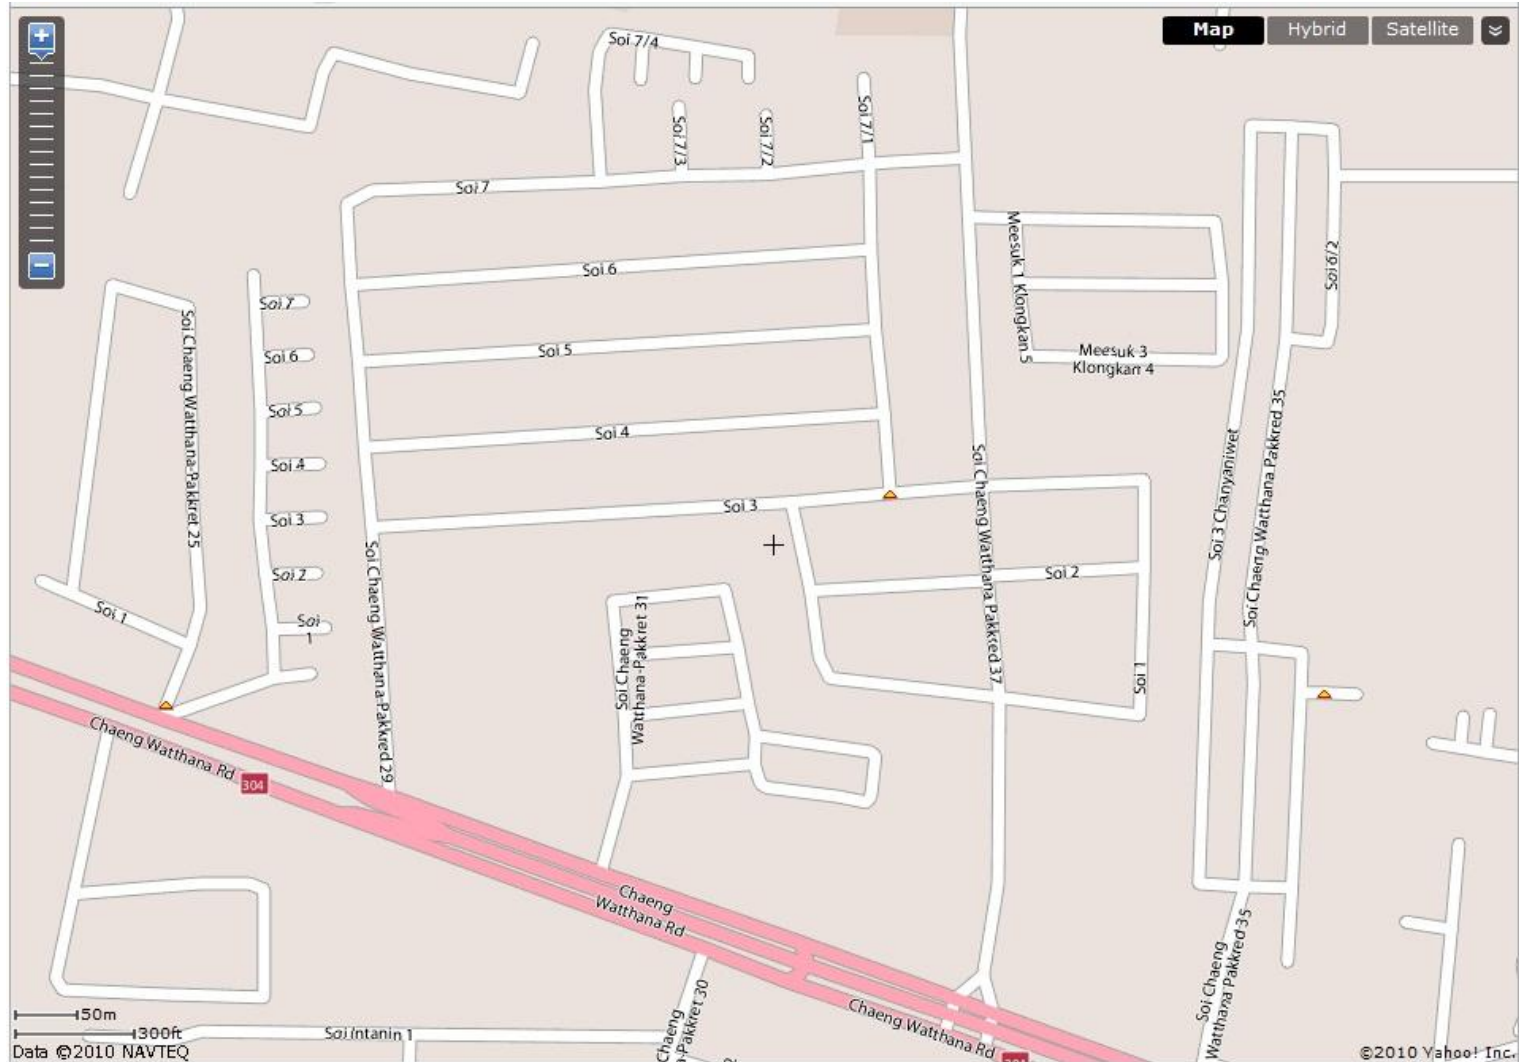 Map
Hybrid
Satellite
Soi 7/4
Soi 7/3
Soi 7/2
Soi 7/1
Soi 7
Soi 6
Soi 5
Soi 4
Soi 3
Soi 2
Soi 1
Meesuk 1 Klongkan 5
Meesuk 3
Klongkan 4
Soi 6/2
Soi 7
Soi 6
Soi 5
Soi 4
Soi 3
Soi 2
Soi
1
Soi 1
Soi Chaeng Watthana-Pakkret 25
Soi Chaeng Watthana-Pakkred 29
Soi Chaeng
Watthana-Pakkret 31
Soi Chaeng Watthana Pakkred 37
Soi 3 Chanyaniwet
Soi Chaeng Watthana Pakkred 35
Chaeng Watthana Rd
304
Chaeng
Watthana Rd
Chaeng Watthana Rd
Soi Chaeng
Watthana Pakkred 35
Chaeng
a-Pakkret 30
Soi Intanin 1
50m
300ft
Data ©2010 NAVTEQ
©2010 Yahoo! Inc.